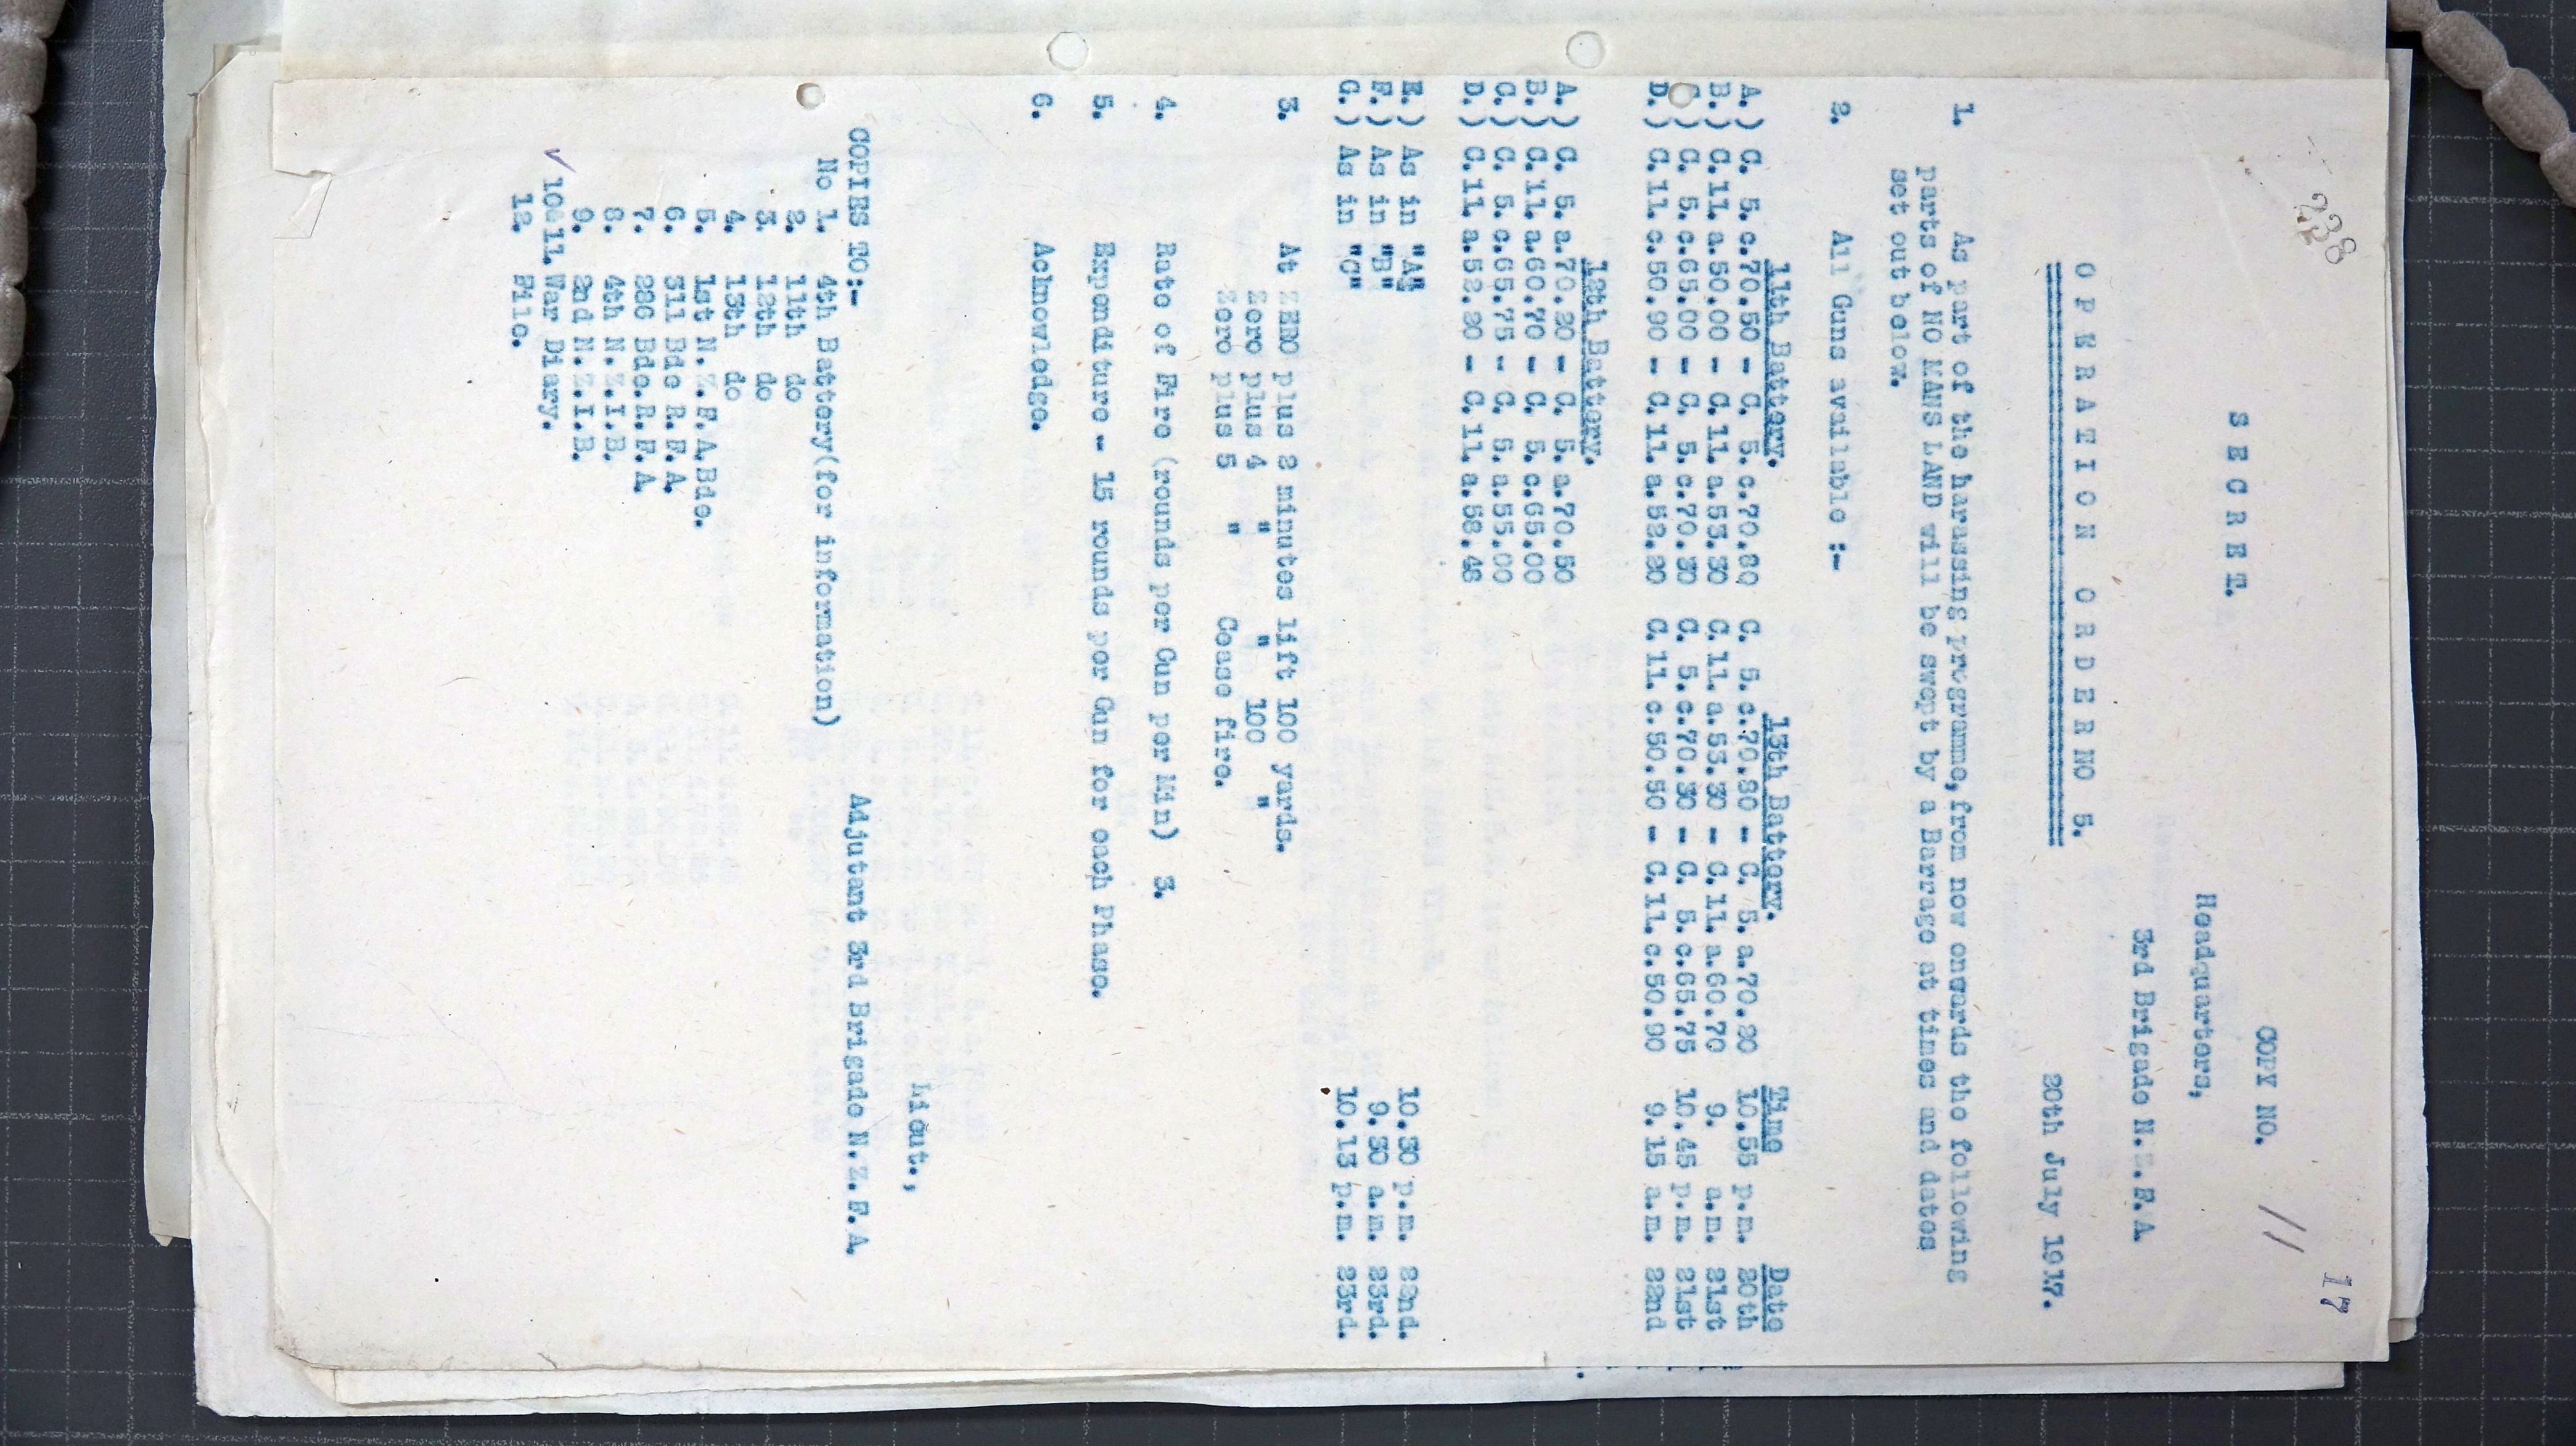 238
17
COPY NO. 11
S E C R E T.
Headquarters,
3rd Brigade N.Z.F.A.
O P E R A T I O N   O R D E R NO 5.
20th July 1917.
1. As part of the harassing programme,from now onwards the following
parts of NO MANS LAND will be swept by a Barrage at times and dates
set out below.
2. All Guns available :-
11th Battery. 13th Battery. Time Date
A.) C. 5.c.70.50 - C. 5.c.70.80 C. 5.c.70.80 - C. 5.a.70.20 10.55 p.m. 20th
B.) C.11.a.50.00 - C.11.a.53.30 C.11.a.53.30 - C.11.a.60.70 9. a.m. 21st
C.) C. 5.c.65.00 - C. 5.c.70.30 C. 5.c.70.30 - C. 5.c.65.75 10.45 p.m. 21st
D.) C.11.c.50.90 - C.11.a.52.20 C.11.c.50.50 - C.11.c.50.90 9.15 a.m. 22nd
12th Battery.
A.) C. 5.a.70.20 - C. 5.a.70.50
B.) C.11.a.60.70 - C. 5.c.65.00
C.) C. 5.c.65.75 - C. 5.a.55.00
D.) C.11.a.52.20 - C.11.a.58.48
E.) As in "A" 10.30 p.m. 22nd.
F.) As in "B" 9.30 a.m. 23rd.
G.) As in "C" 10.13 p.m. 23rd.
3. At ZERO plus 2 minutes lift 100 yards.
Zero plus 4 " " 100 "
Zero plus 5 " Cease fire.
4. Rate of Fire (rounds per Gun per Min) 3.
5. Expenditure - 15 rounds per Gun for each Phase.
6. Acknowledge.
Lieut.,
COPIES TO:- Adjutant 3rd Brigade N.Z.F.A.
No 1. 4th Battery(for information)
2. 11th do
3. 12th do
4. 13th do
5. 1st N.Z.F.A.Bde.
6. 311 Bde R.F.A.
7. 286 Bde.R.F.A.
8. 4th N.Z.I.B.
9. 2nd N.Z.I.B.
✓ 10&11. War Diary.
12. File.